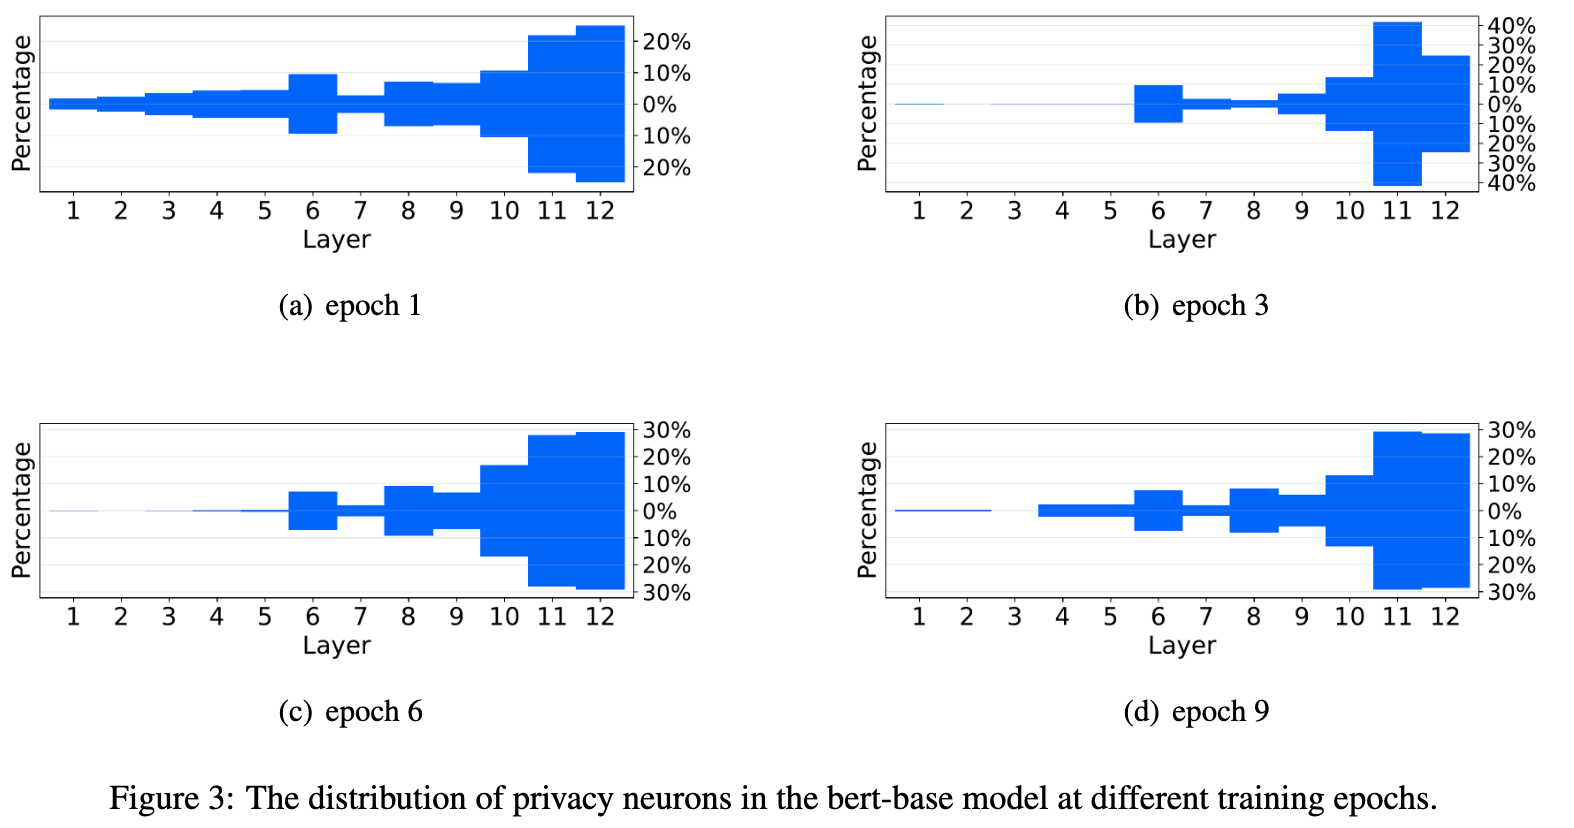 Percentage
20%
10%
0%
10%
20%
1 2 3 4 5 6 7 8 9 10 11 12
Layer
(a) epoch 1
Percentage
40%
30%
20%
10%
0%
10%
20%
30%
40%
1 2 3 4 5 6 7 8 9 10 11 12
Layer
(b) epoch 3
Percentage
30%
20%
10%
0%
10%
20%
30%
1 2 3 4 5 6 7 8 9 10 11 12
Layer
(c) epoch 6
Percentage
30%
20%
10%
0%
10%
20%
30%
1 2 3 4 5 6 7 8 9 10 11 12
Layer
(d) epoch 9
Figure 3: The distribution of privacy neurons in the bert-base model at different training epochs.